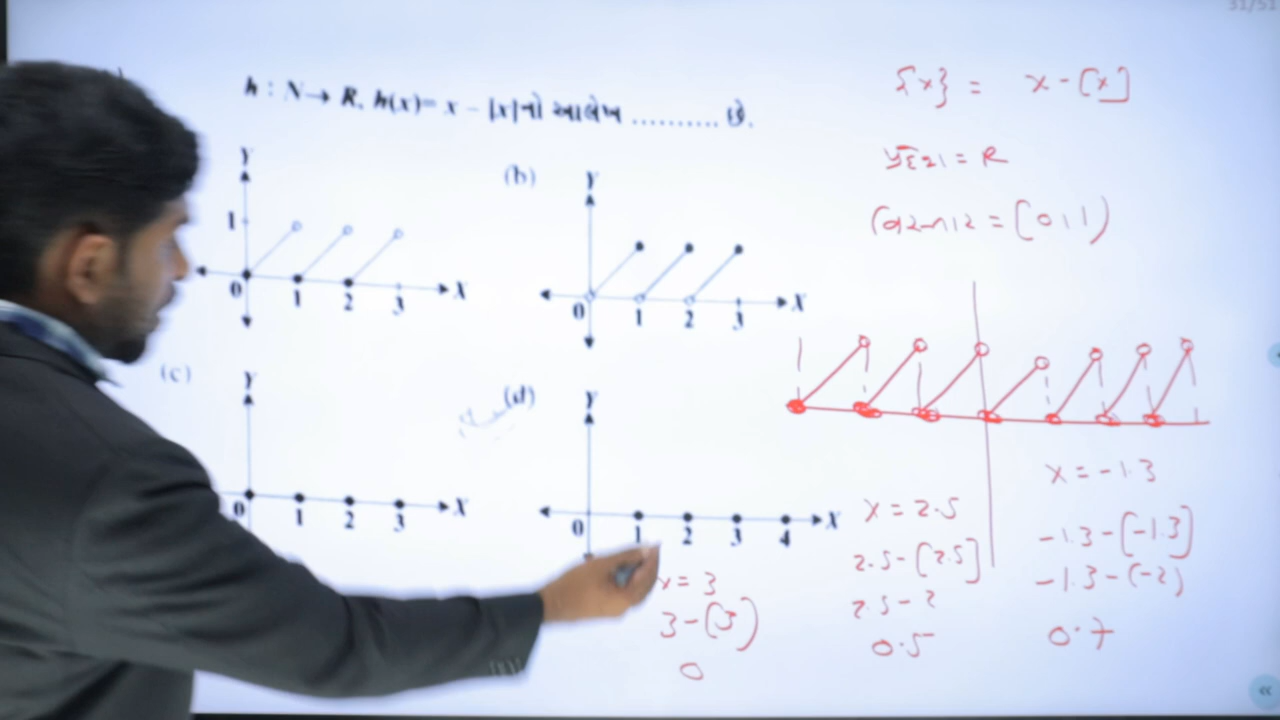 31/51
h : N→ R, h(x)= x – [x]નો આલેખ .......... છે.
{x} = x - [x]
પ્રદેશ = R
વિસ્તાર = [0,1)
Y
1
0 1 2 3 X
(b)
Y
0 1 2 3 X
(c)
Y
0 1 2 3 X
(d)
Y
0 1 2 3 4 X
x = 3
3-[3]
0
x = 2.5
2.5-[2.5]
2.5-2
0.5
x = -1.3
-1.3-[-1.3]
-1.3-(-2)
0.7